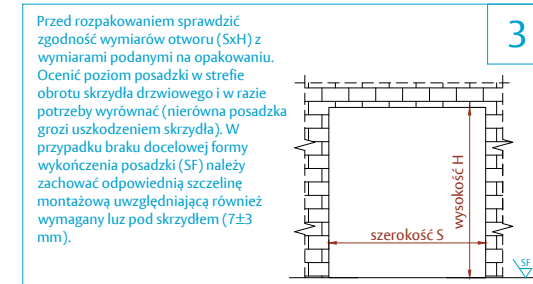 Przed rozpakowaniem sprawdzić
zgodność wymiarów otworu (SxH) z
wymiarami podanymi na opakowaniu.
Ocenić poziom posadzki w strefie
obrotu skrzydła drzwiowego i w razie
potrzeby wyrównać (nierówna posadzka
grozi uszkodzeniem skrzydła). W
przypadku braku docelowej formy
wykończenia posadzki (SF) należy
zachować odpowiednią szczelinę
montażową uwzględniającą również
wymagany luz pod skrzydłem (7±3
mm).
3
wysokość H
szerokość S
SF